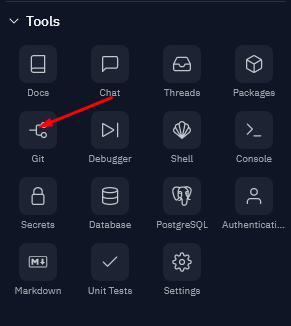 Tools
Docs Chat Threads Packages
Git Debugger Shell Console
Secrets Database PostgreSQL Authenticati...
M↓
Markdown Unit Tests Settings